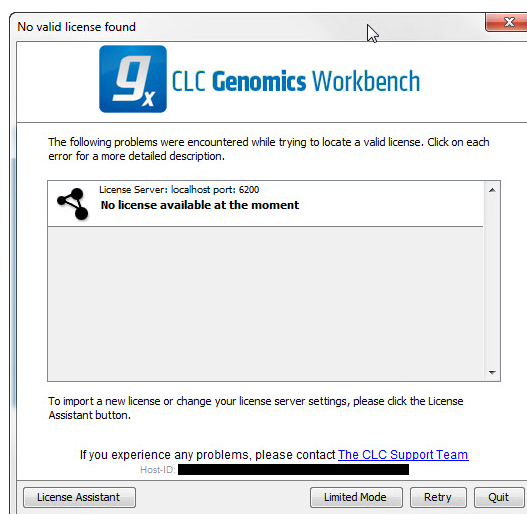 No valid license found
gx CLC Genomics Workbench
The following problems were encountered while trying to locate a valid license. Click on each
error for a more detailed description.
License Server: localhost port: 6200
No license available at the moment
To import a new license or change your license server settings, please click the License
Assistant button.
If you experience any problems, please contact The CLC Support Team
Host-ID:
License Assistant Limited Mode Retry Quit